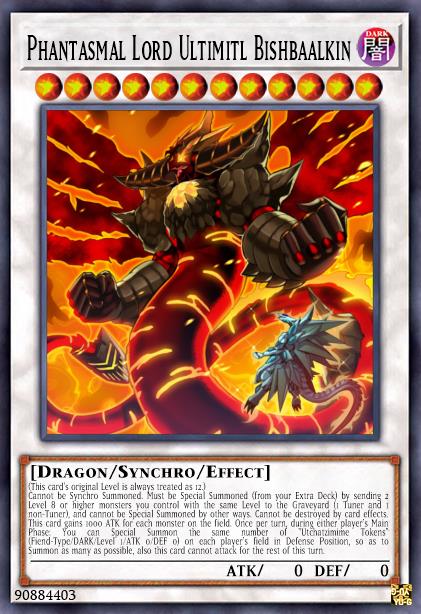 Phantasmal Lord Ultimitl Bishbaalkin
DARK
闇
[Dragon/Synchro/Effect]
(This card's original Level is always treated as 12.)
Cannot be Synchro Summoned. Must be Special Summoned (from your Extra Deck) by sending 2
Level 8 or higher monsters you control with the same Level to the Graveyard (1 Tuner and 1
non-Tuner), and cannot be Special Summoned by other ways. Cannot be destroyed by card effects.
This card gains 1000 ATK for each monster on the field. Once per turn, during either player's Main
Phase: You can Special Summon the same number of "Utchatzimime Tokens"
(Fiend-Type/DARK/Level 1/ATK 0/DEF 0) on each player's field in Defense Position, so as to
Summon as many as possible, also this card cannot attack for the rest of this turn.
ATK/ 0 DEF/ 0
90884403